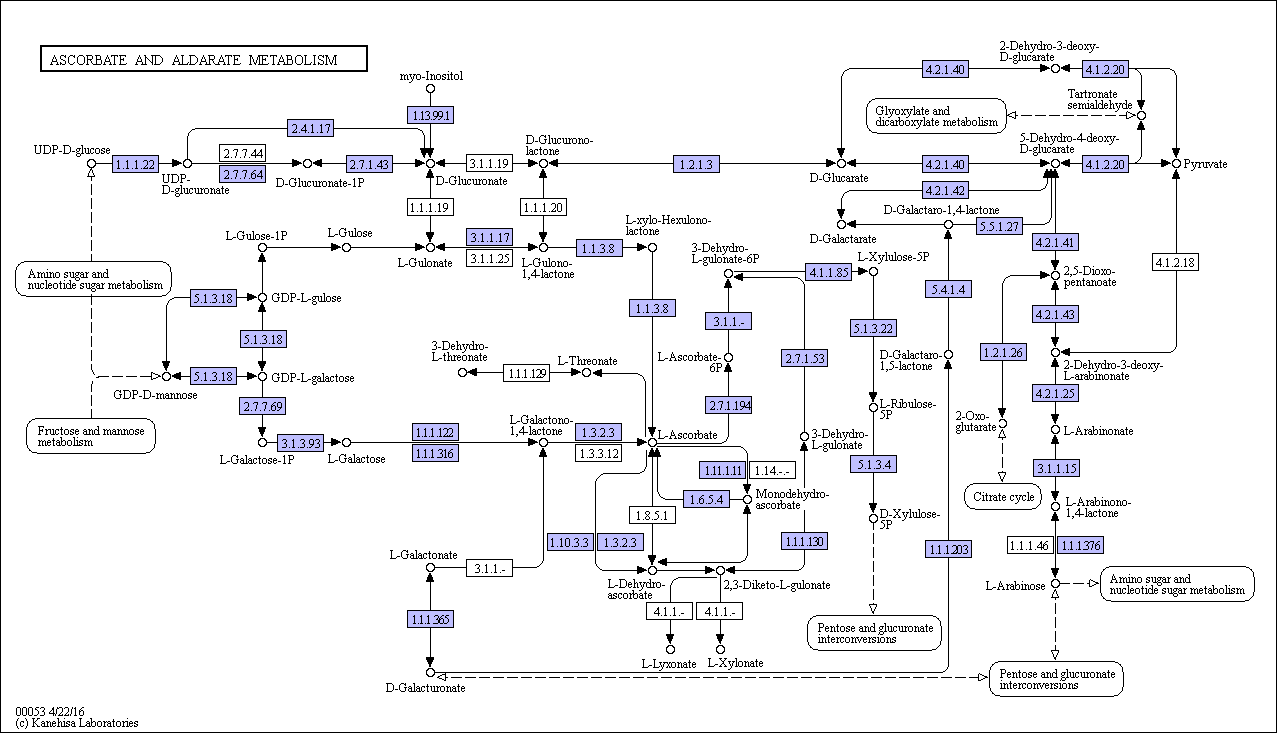 ASCORBATE AND ALDARATE METABOLISM
myo-Inositol
1.13.99.1
2-Dehydro-3-deoxy-
D-glucarate
4.2.1.40
4.2.1.20
Tartronate
semialdehyde
Glyoxylate and
dicarboxylate metabolism
2.4.1.17
UDP-D-glucose
1.1.1.22
UDP-
D-glucuronate
2.7.7.44
2.7.7.64
D-Glucuronate-1P
2.7.1.43
D-Glucuronate
3.1.1.19
D-Glucurono-
lactone
1.2.1.3
D-Glucarate
4.2.1.40
5-Dehydro-4-deoxy-
D-glucarate
4.2.1.20
Pyruvate
4.2.1.42
D-Galactarate
D-Galactaro-1,4-lactone
5.5.1.27
1.1.1.19
1.1.1.20
L-Gulose-1P
L-Gulose
L-Gulonate
3.1.1.17
3.1.1.25
L-Gulono-
1,4-lactone
1.1.3.8
L-xylo-Hexulono-
lactone
3-Dehydro-
L-gulonate-6P
4.1.1.85
L-Xylulose-5P
4.2.1.41
4.2.1.18
2,5-Dioxo-
pentanoate
Amino sugar and
nucleotide sugar metabolism
5.1.3.18
GDP-L-gulose
1.1.3.8
3.1.1.-
5.1.3.22
5.4.1.4
4.2.1.43
5.1.3.18
3-Dehydro-
L-threonate
1.1.1.129
L-Threonate
L-Ascorbate-
6P
2.7.1.53
D-Galactaro-
1,5-lactone
1.2.1.26
2-Dehydro-3-deoxy-
L-arabinonate
GDP-D-mannose
5.1.3.18
GDP-L-galactose
2.7.7.69
2.7.1.194
L-Ribulose-
5P
4.2.1.25
Fructose and mannose
metabolism
L-Galactose-1P
3.1.3.93
L-Galactose
1.1.1.122
1.1.1.316
L-Galactono-
1,4-lactone
1.3.2.3
1.3.3.12
L-Ascorbate
3-Dehydro-
L-gulonate
2-Oxo-
glutarate
L-Arabinonate
1.11.1.11
1.14.-.-
5.1.3.4
3.1.1.15
1.6.5.4
Monodehydro-
ascorbate
Citrate cycle
1.8.5.1
D-Xylulose-
5P
L-Arabinono-
1,4-lactone
1.10.3.3
1.3.2.3
1.1.1.130
1.1.1.203
1.1.1.46
1.1.1.376
L-Galactonate
3.1.1.-
L-Dehydro-
ascorbate
2,3-Diketo-L-gulonate
L-Arabinose
Amino sugar and
nucleotide sugar metabolism
1.1.1.365
4.1.1.-
4.1.1.-
L-Lyxonate
L-Xylonate
Pentose and glucuronate
interconversions
D-Galacturonate
Pentose and glucuronate
interconversions
00053 4/22/16
(c) Kanehisa Laboratories